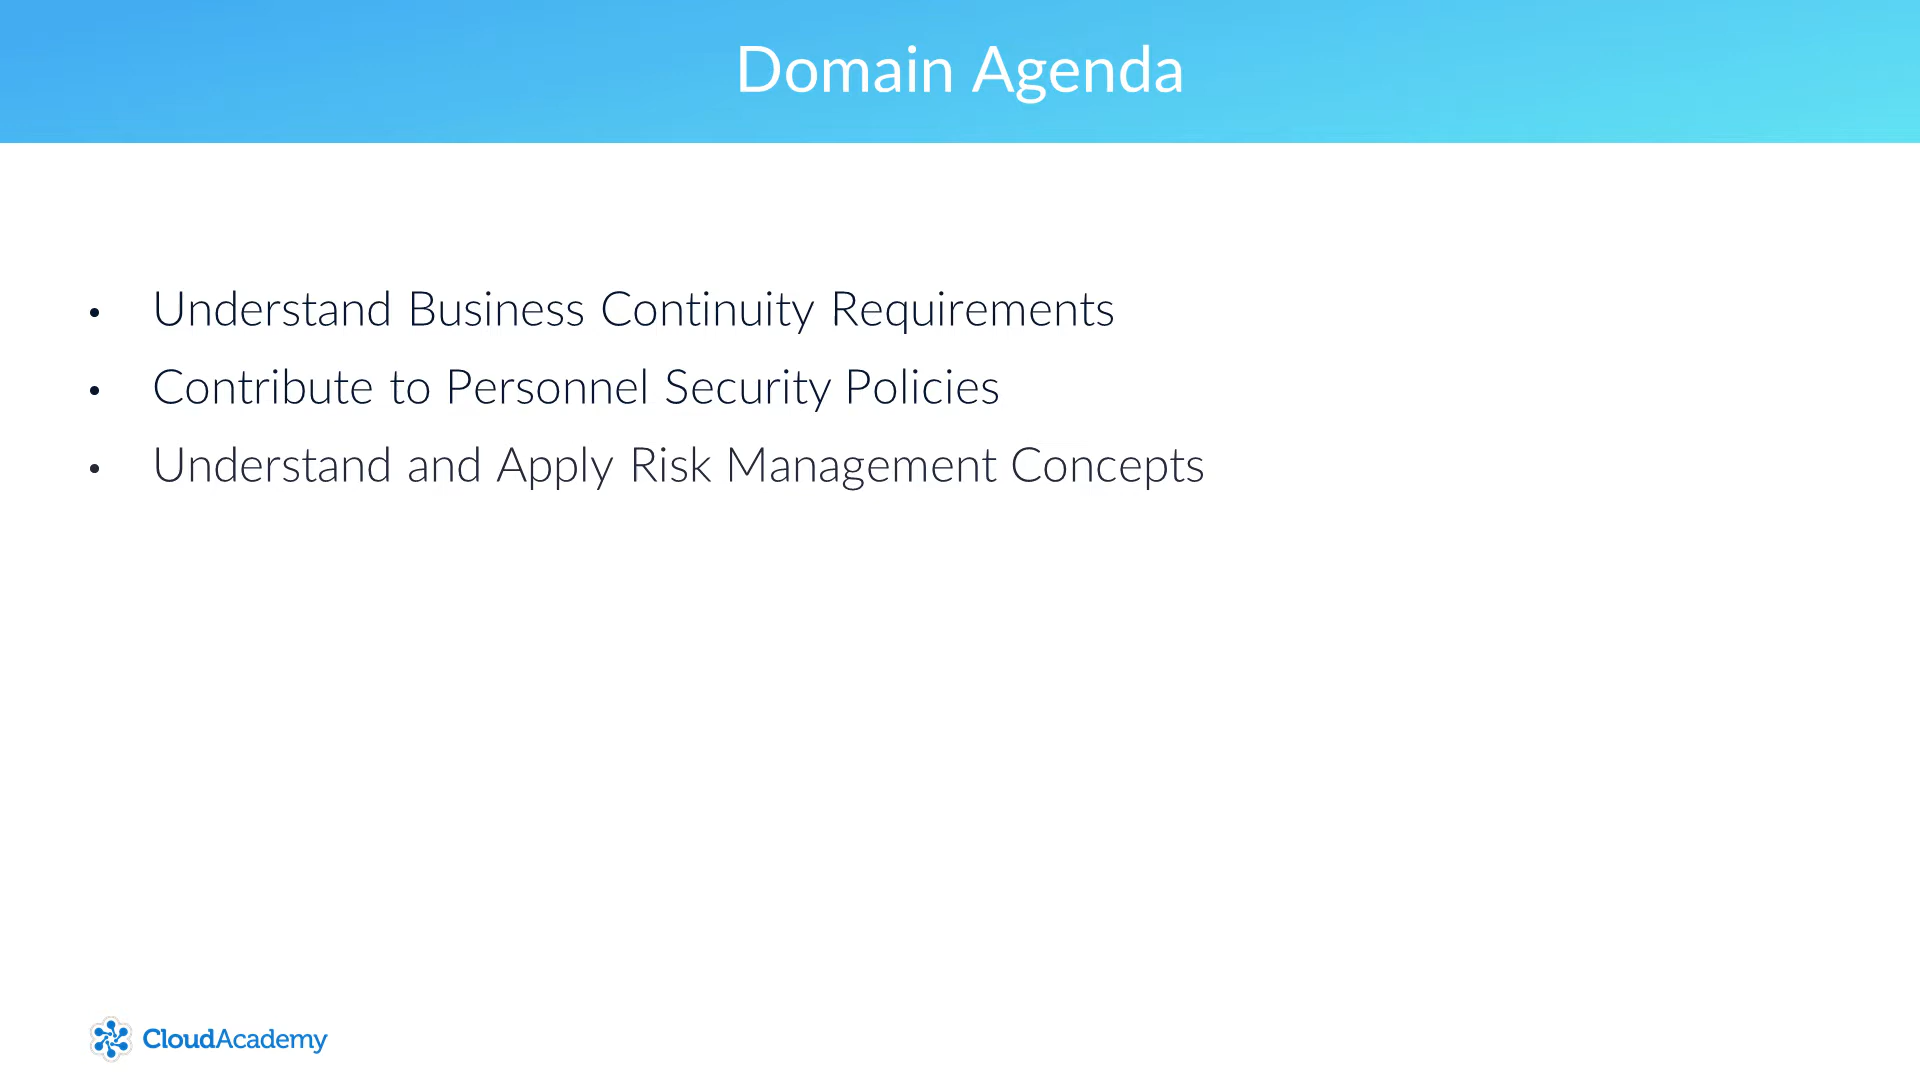 Domain Agenda
• Understand Business Continuity Requirements
• Contribute to Personnel Security Policies
• Understand and Apply Risk Management Concepts
CloudAcademy